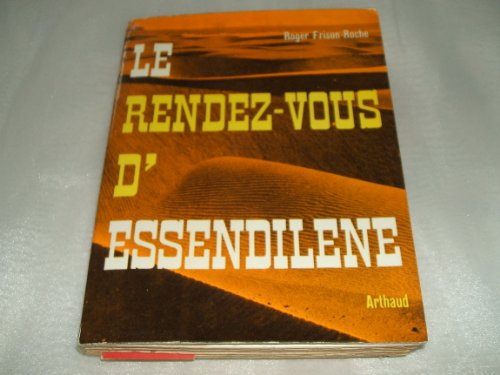 Roger Frison-Roche
LE
RENDEZ-VOUS
D'
ESSENDILENE
Arthaud